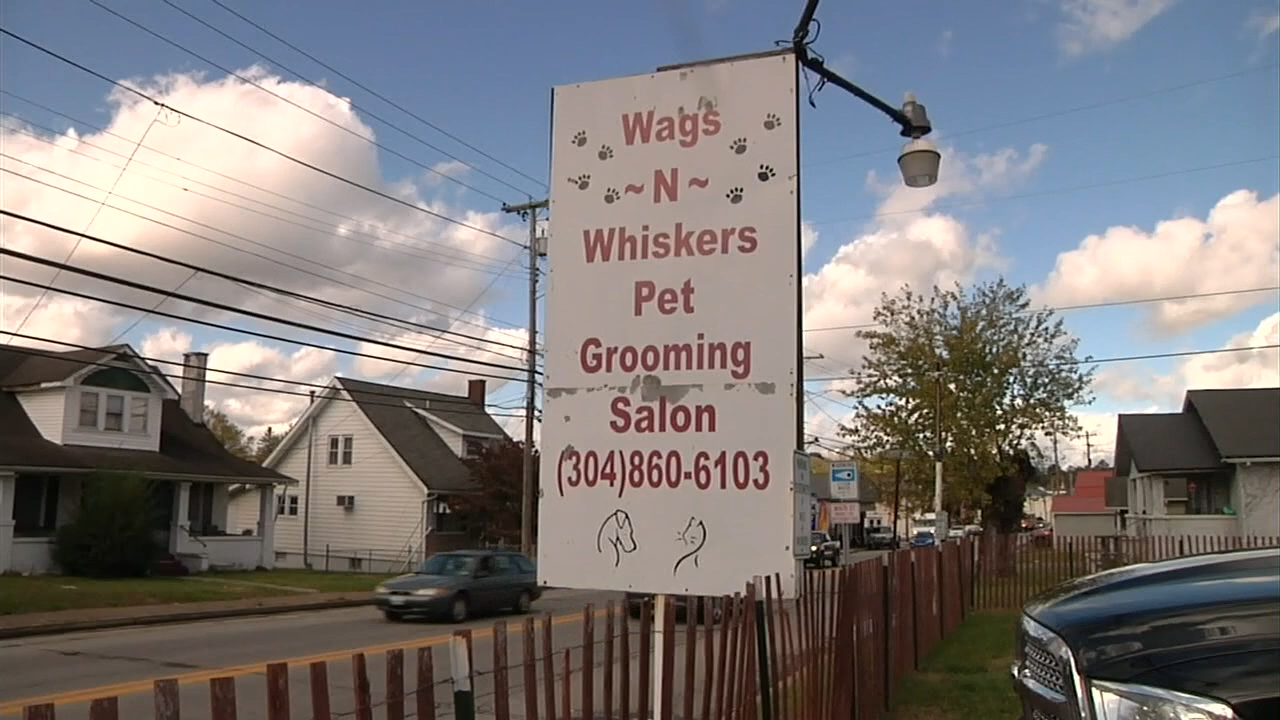 Wags
~ N ~
Whiskers
Pet
Grooming
Salon
(304)860-6103